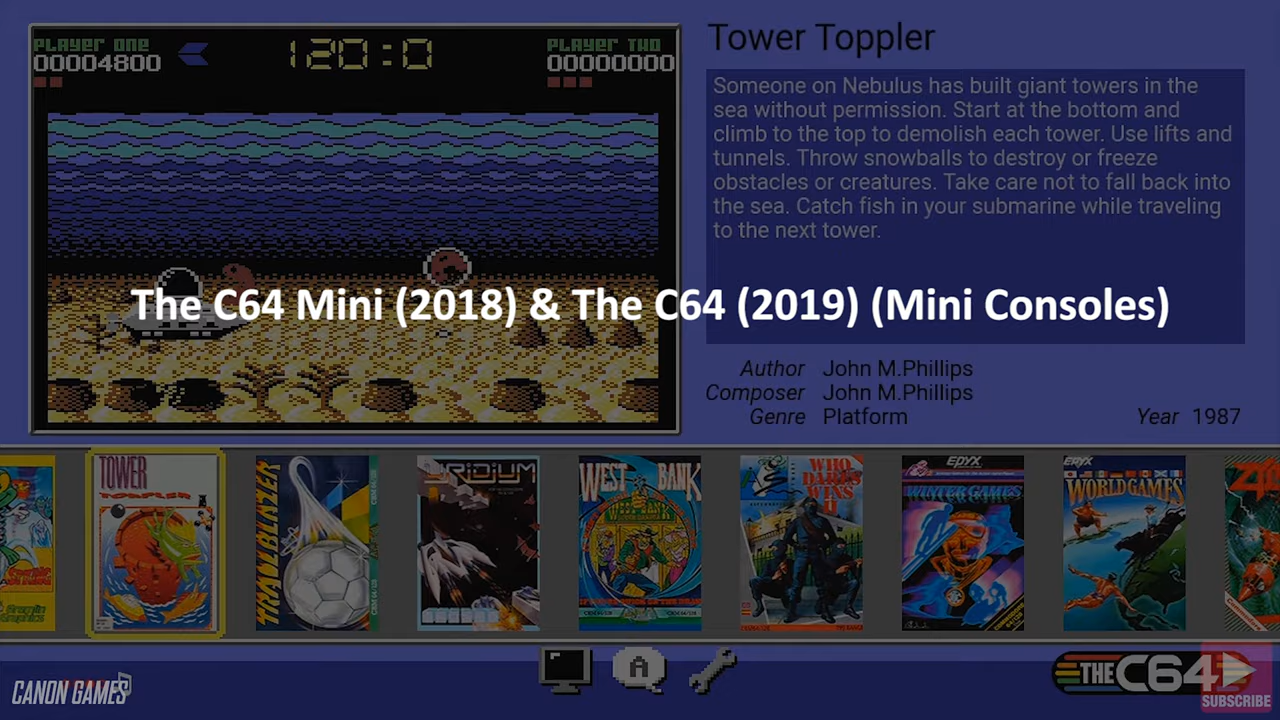 PLAYER ONE
120:0
PLAYER TWO
00004800
00000000
Tower Toppler
Someone on Nebulus has built giant towers in the
sea without permission. Start at the bottom and
climb to the top to demolish each tower. Use lifts and
tunnels. Throw snowballs to destroy or freeze
obstacles or creatures. Take care not to fall back into
the sea. Catch fish in your submarine while traveling
to the next tower.
The C64 Mini (2018) & The C64 (2019) (Mini Consoles)
Author John M.Phillips
Composer John M.Phillips
Genre Platform
Year 1987
TOWER
TOPPLER
TRAILBLAZER
URIDIUM
WEST BANK
WHO
DARES
WINS
II
EPYX
WINTER GAMES
EPYX
WORLD GAMES
CANON GAMES
THEC64
SUBSCRIBE